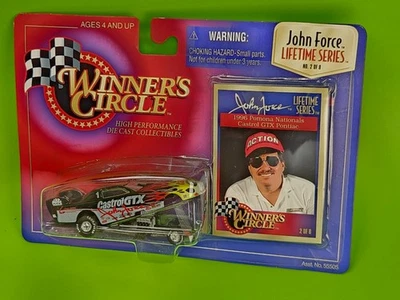 AGES 4 AND UP
WINNER'S
CIRCLE
HIGH PERFORMANCE
DIE CAST COLLECTIBLES
WARNING:
CHOKING HAZARD-Small parts.
Not for children under 3 years.
John Force
LIFETIME SERIES
NO. 2 OF 8
John Force
LIFETIME
SERIES
1996 Pomona Nationals
Castrol GTX Pontiac
ACTION
WINNER'S
CIRCLE
2 OF 8
Castrol GTX
Asst. No. 55505